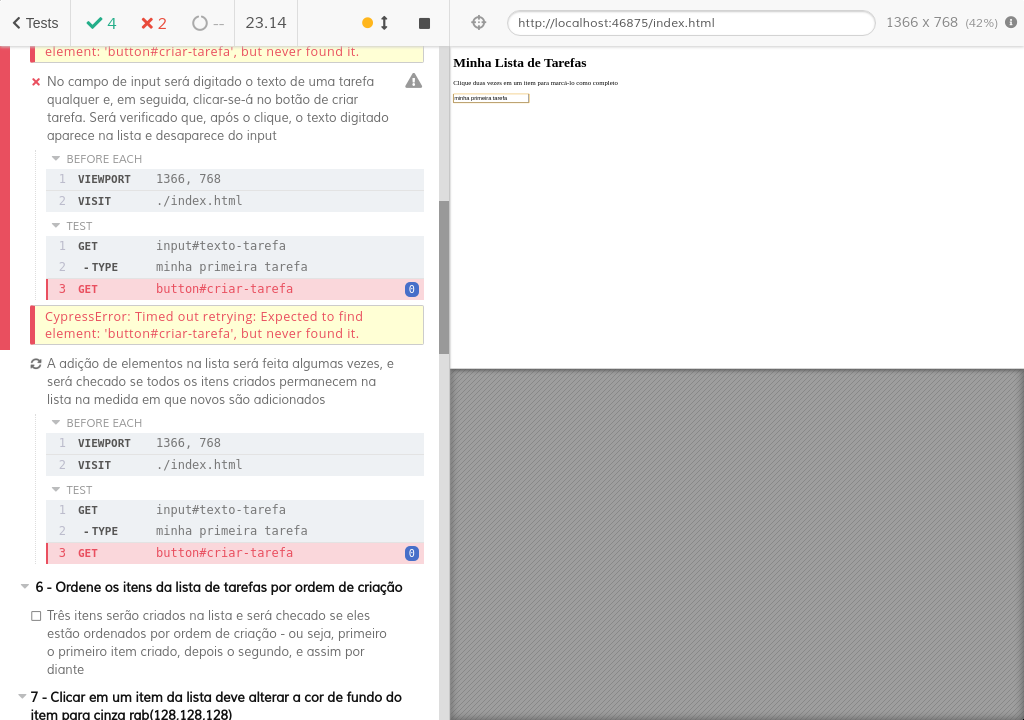 Tests
4
2
--
23.14
http://localhost:46875/index.html
1366 x 768 (42%)
element: 'button#criar-tarefa', but never found it.
No campo de input será digitado o texto de uma tarefa
qualquer e, em seguida, clicar-se-á no botão de criar
tarefa. Será verificado que, após o clique, o texto digitado
aparece na lista e desaparece do input
BEFORE EACH
1 VIEWPORT 1366, 768
2 VISIT ./index.html
TEST
1 GET input#texto-tarefa
2 -TYPE minha primeira tarefa
3 GET button#criar-tarefa 0
CypressError: Timed out retrying: Expected to find
element: 'button#criar-tarefa', but never found it.
A adição de elementos na lista será feita algumas vezes, e
será checado se todos os itens criados permanecem na
lista na medida em que novos são adicionados
BEFORE EACH
1 VIEWPORT 1366, 768
2 VISIT ./index.html
TEST
1 GET input#texto-tarefa
2 -TYPE minha primeira tarefa
3 GET button#criar-tarefa 0
6 - Ordene os itens da lista de tarefas por ordem de criação
Três itens serão criados na lista e será checado se eles
estão ordenados por ordem de criação - ou seja, primeiro
o primeiro item criado, depois o segundo, e assim por
diante
7 - Clicar em um item da lista deve alterar a cor de fundo do
item para cinza rgb(128,128,128)
Minha Lista de Tarefas
Clique duas vezes em um item para marcá-lo como completo
minha primeira tarefa